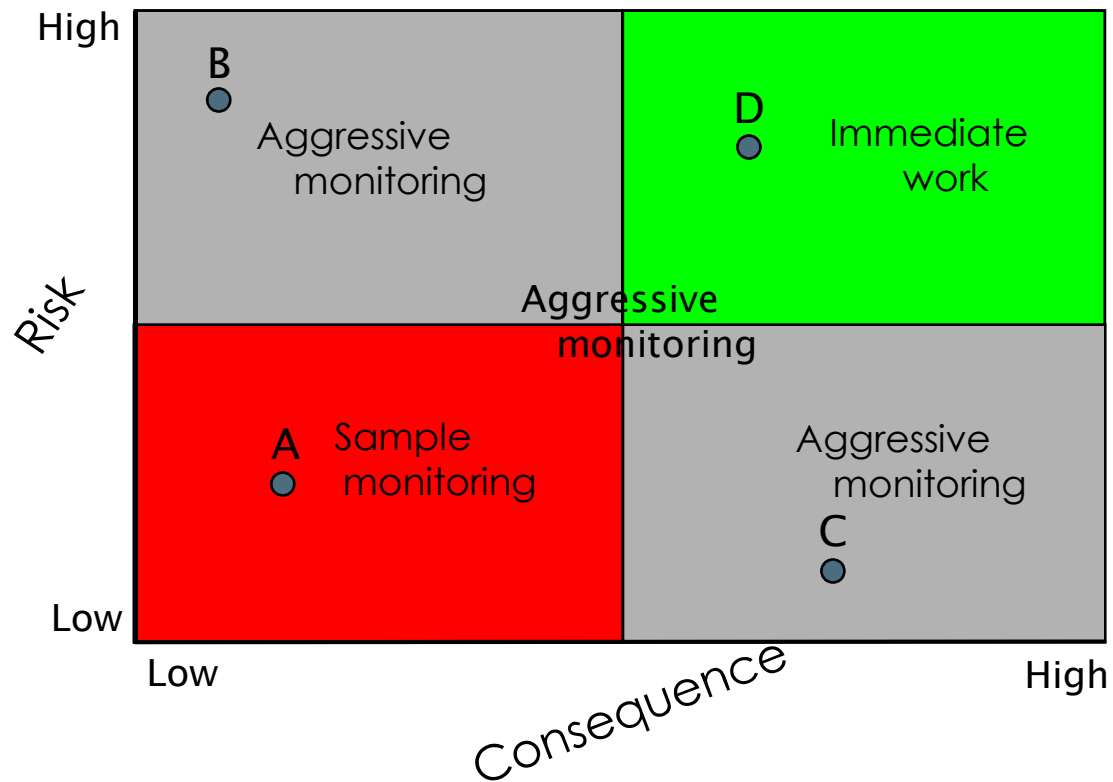 High
B
Aggressive
monitoring
D
Immediate
work
Risk
Aggressive
monitoring
A
Sample
monitoring
Aggressive
monitoring
C
Low
Low
Consequence
High